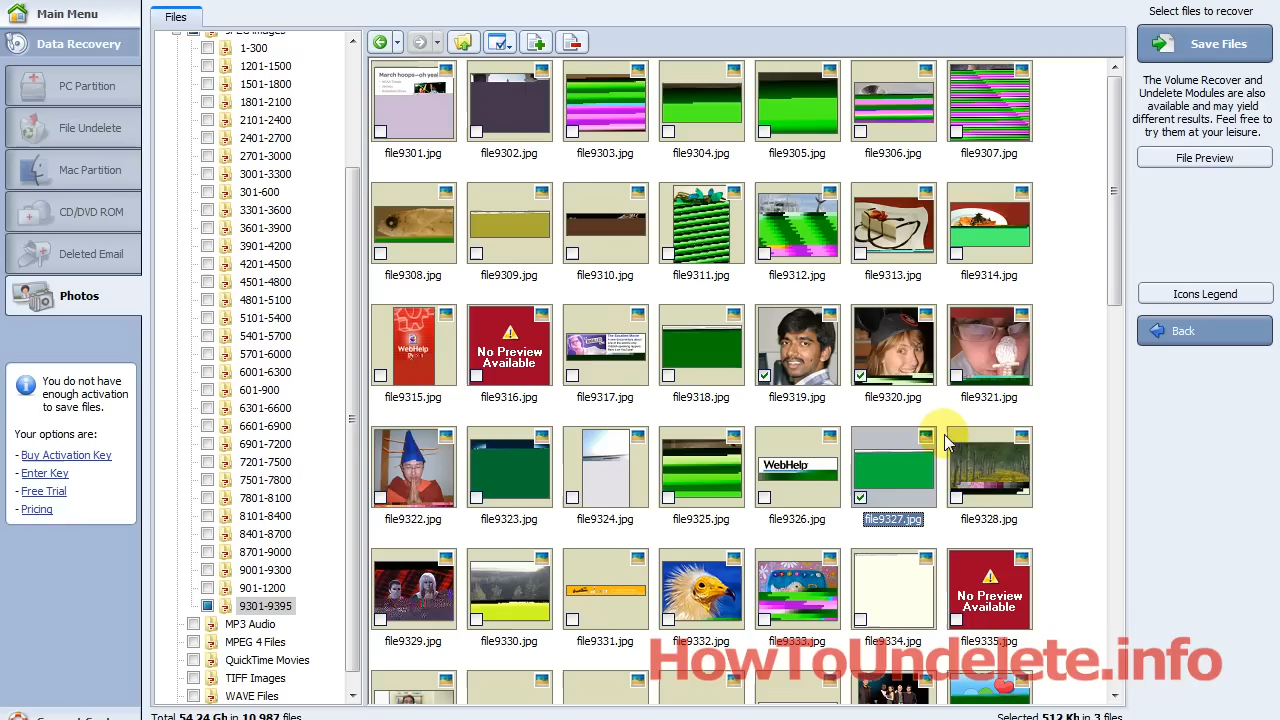 Main Menu
Data Recovery
PC Partition
File Undelete
Mac Partition
CD/DVD ROM
Deleted Email
Photos
You do not have
enough activation
to save files.
Your options are:
- Buy Activation Key
- Enter Key
- Free Trial
- Pricing
Files
1-300
1201-1500
1501-1800
1801-2100
2101-2400
2401-2700
2701-3000
3001-3300
301-600
3301-3600
3601-3900
3901-4200
4201-4500
4501-4800
4801-5100
5101-5400
5401-5700
5701-6000
6001-6300
601-900
6301-6600
6601-6900
6901-7200
7201-7500
7501-7800
7801-8100
8101-8400
8401-8700
8701-9000
9001-9300
901-1200
9301-9395
MP3 Audio
MPEG 4 Files
QuickTime Movies
TIFF Images
WAVE Files
March hoops—oh yea
file9301.jpg file9302.jpg file9303.jpg file9304.jpg file9305.jpg file9306.jpg file9307.jpg
file9308.jpg file9309.jpg file9310.jpg file9311.jpg file9312.jpg file9313.jpg file9314.jpg
WebHelp
No Preview
Available
file9315.jpg file9316.jpg file9317.jpg file9318.jpg file9319.jpg file9320.jpg file9321.jpg
WebHelp
file9322.jpg file9323.jpg file9324.jpg file9325.jpg file9326.jpg file9327.jpg file9328.jpg
No Preview
Available
file9329.jpg file9330.jpg file9331.jpg file9332.jpg file9333.jpg file9334.jpg file9335.jpg
HowToUndelete.info
Total 54.24 Gh in 10,987 files
Selected 512 Kh in 3 files
Select files to recover
Save Files
The Volume Recover and
Undelete Modules are also
available and may yield
different results. Feel free
to try them at your leisure.
File Preview
Icons Legend
Back